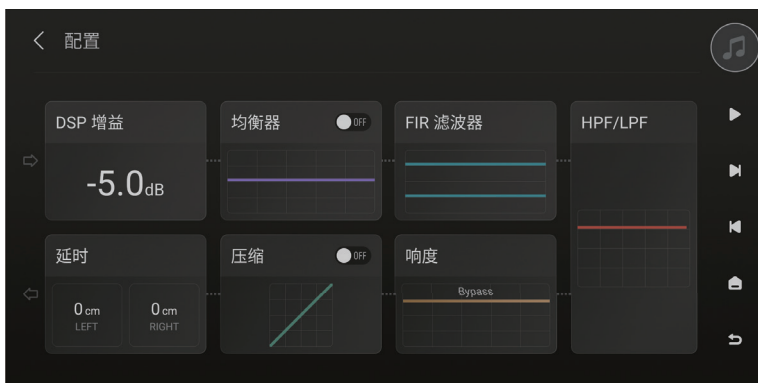 配置
DSP 增益
-5.0dB
均衡器
OFF
FIR 滤波器
HPF/LPF
延时
0 cm
LEFT
0 cm
RIGHT
压缩
OFF
响度
Bypass